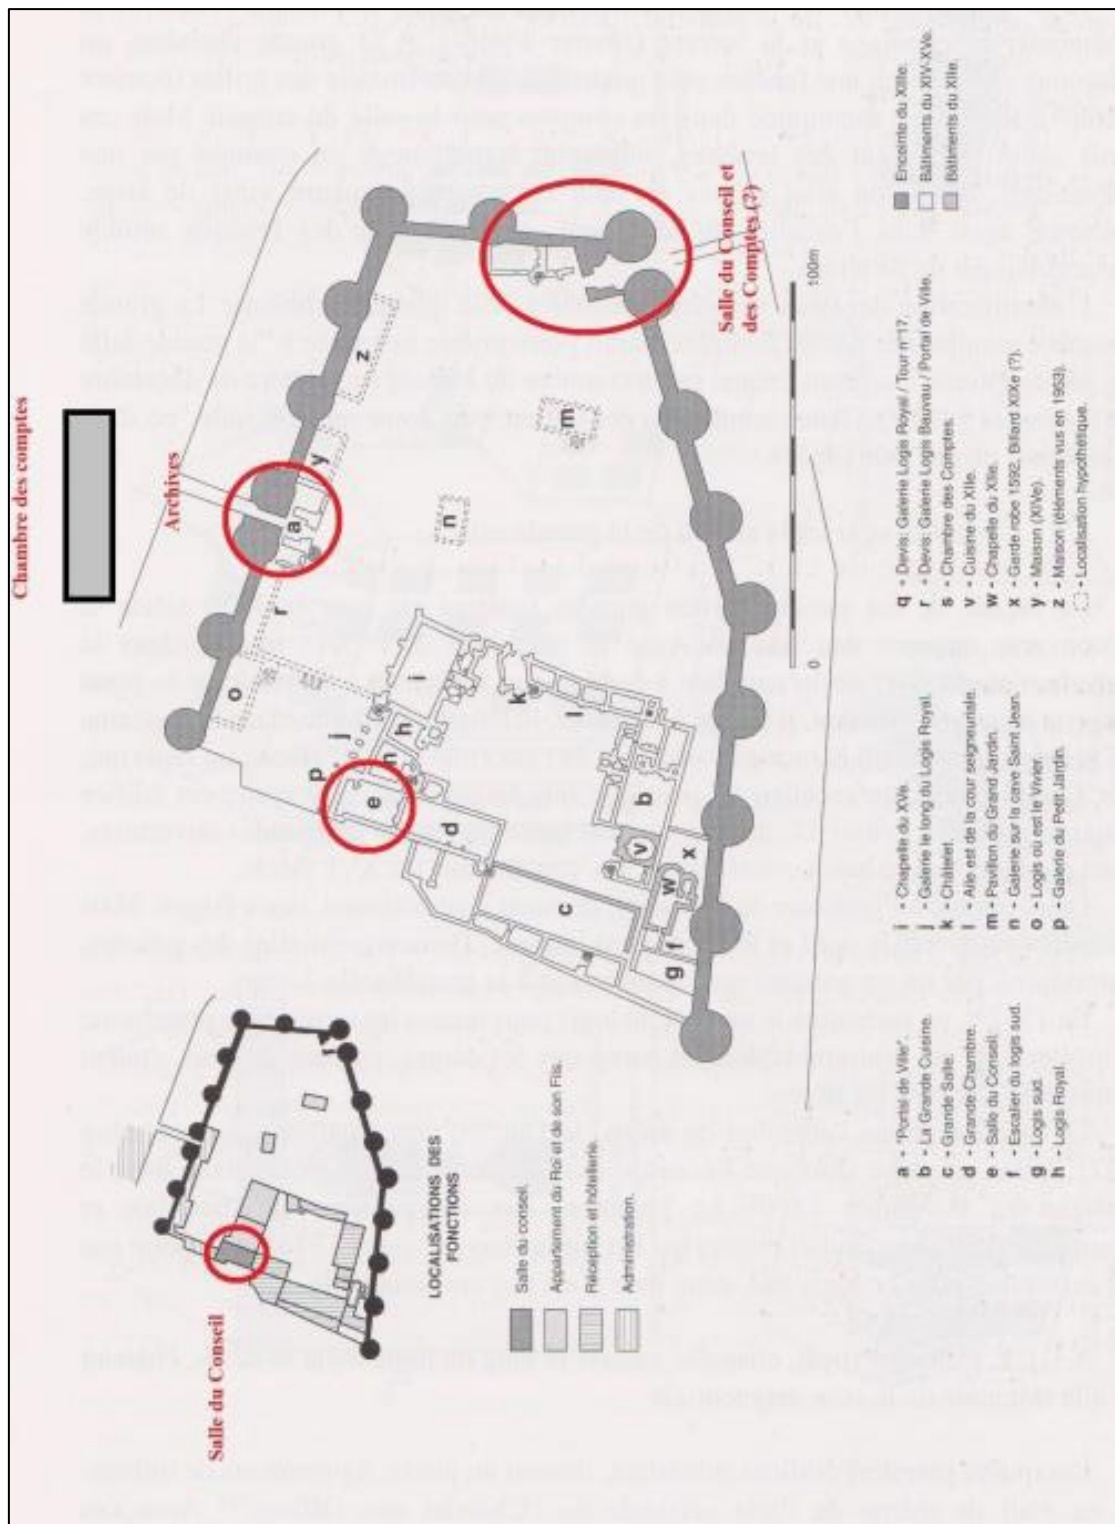 Chambre des comptes
Archives
Salle du Conseil et
des Comptes (?)
Salle du Conseil
LOCALISATIONS DES
FONCTIONS
Salle du conseil.
Appartement du Roi et de son Fils.
Réception et hôtellerie.
Administration.
o
r
a
y
z
p
j
e
n
h
i
d
k
l
m
n
b
c
v
x
w
f
g
0
100m
a - "Portal de Ville".
b - La Grande Cuisine.
c - Grande Salle.
d - Grande Chambre.
e - Salle du Conseil.
f - Escalier du logis sud.
g - Logis sud.
h - Logis Royal.
i - Chapelle du XVe.
j - Galerie le long du Logis Royal.
k - Châtelet.
l - Aile est de la cour seigneuriale.
m - Pavillon du Grand Jardin.
n - Galerie sur la cave Saint Jean.
o - Logis où est le Vivier.
p - Galerie du Petit Jardin.
q - Devis: Galerie Logis Royal / Tour n°17
r - Devis: Galerie Logis Bauvau / Portal de Ville.
s - Chambre des Comptes.
v - Cuisine du XIIe.
w - Chapelle du XIIe.
x - Garde robe 1592, Billard XIXe (?).
y - Maison (XIVe).
z - Maison (éléments vus en 1953).
- Localisation hypothétique.
Enceinte du XIIIe.
Bâtiments du XIV-XVe.
Bâtiments du XIIe.